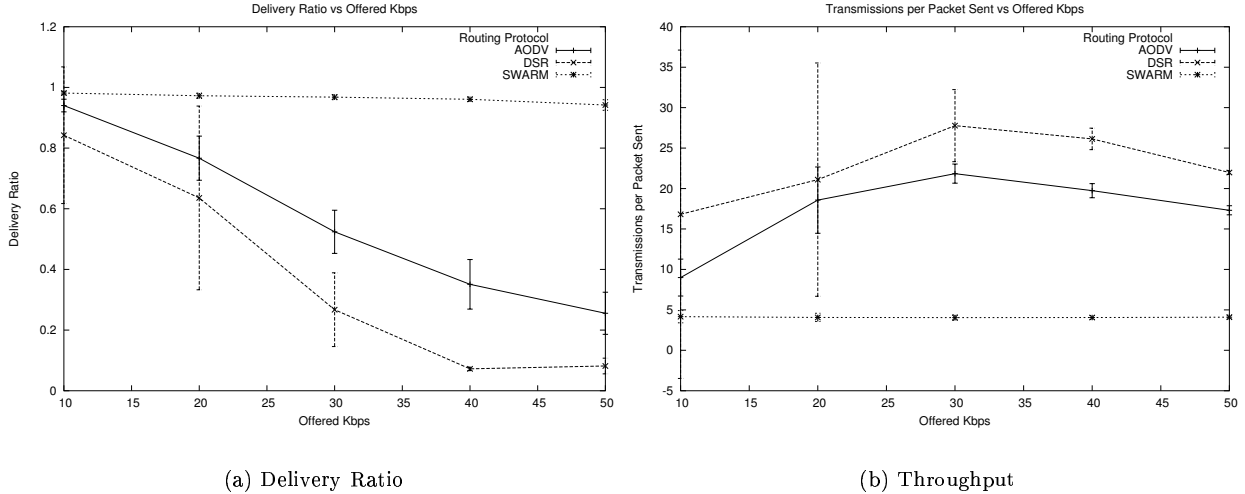 Delivery Ratio vs Offered Kbps
1.2
1
0.8
0.6
0.4
0.2
0
Delivery Ratio
Routing Protocol
AODV
DSR
SWARM
10 15 20 25 30 35 40 45 50
Offered Kbps
(a) Delivery Ratio
Transmissions per Packet Sent vs Offered Kbps
40
35
30
25
20
15
10
5
0
-5
Transmissions per Packet Sent
Routing Protocol
AODV
DSR
SWARM
10 15 20 25 30 35 40 45 50
Offered Kbps
(b) Throughput